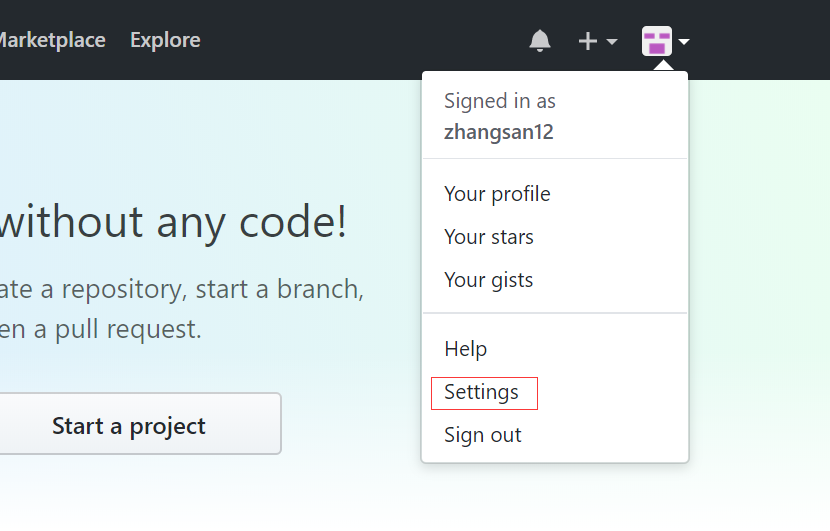 Marketplace Explore
Signed in as
zhangsan12
without any code!
Your profile
Your stars
Your gists
ate a repository, start a branch,
en a pull request.
Help
Settings
Start a project
Sign out